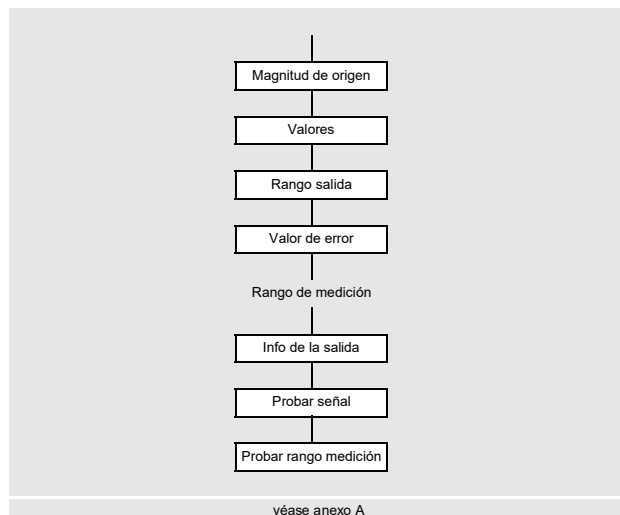 Magnitud de origen
Valores
Rango salida
Valor de error
Rango de medición
Info de la salida
Probar señal
Probar rango medición
véase anexo A